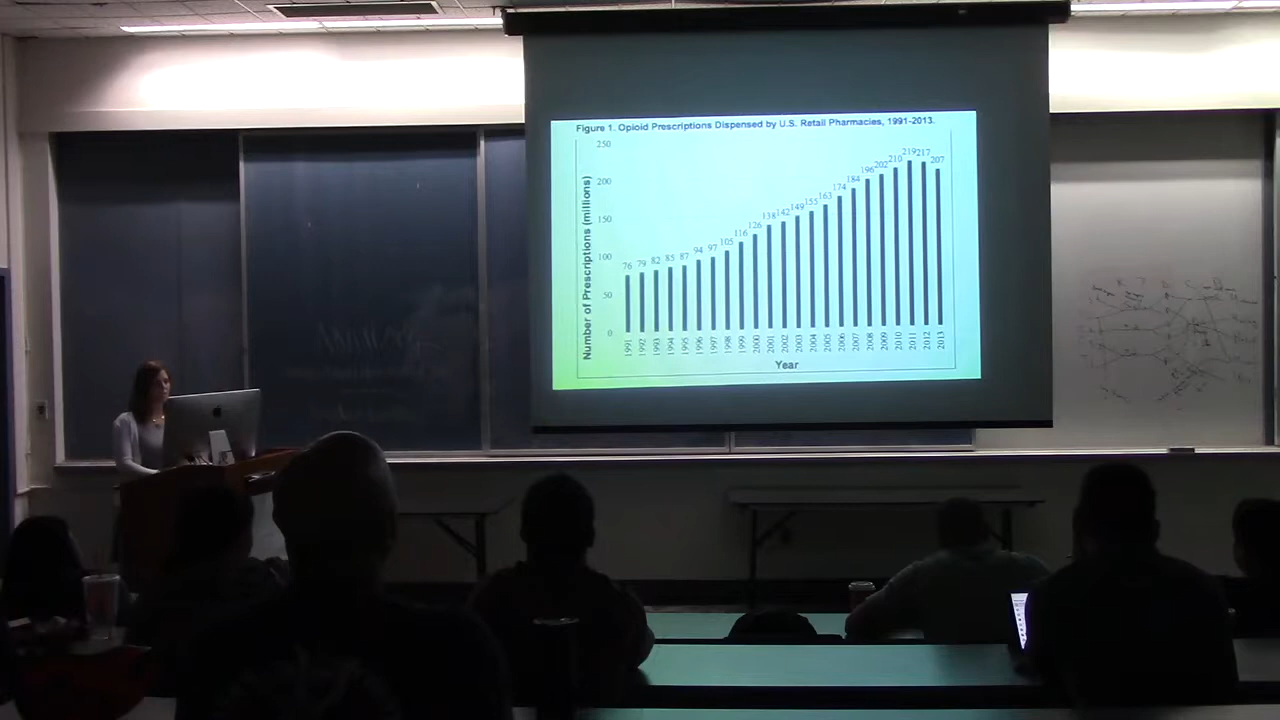 Figure 1. Opioid Prescriptions Dispensed by U.S. Retail Pharmacies, 1991-2013.
Number of Prescriptions (millions)
250
200
150
100
50
0
76 79 82 85 87 94 97 105 116 126 138 142 149 155 163 174 184 196 202 210 219 217 207
1991 1992 1993 1994 1995 1996 1997 1998 1999 2000 2001 2002 2003 2004 2005 2006 2007 2008 2009 2010 2011 2012 2013
Year